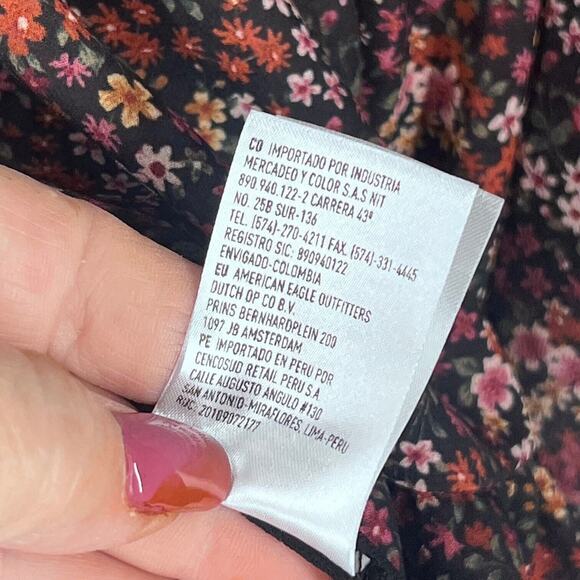 CO IMPORTADO POR INDUSTRIA
MERCADEO Y COLOR S.A.S NIT
890 940.122-2 CARRERA 43ª
NO. 25B SUR-136
TEL. (574)-270-4211 FAX. (574)-331-4445
REGISTRO SIC: 890940122
ENVIGADO-COLOMBIA
EU AMERICAN EAGLE OUTFITTERS
DUTCH OP CO B.V.
PRINS BERNHARDPLEIN 200
1097 JB AMSTERDAM
PE IMPORTADO EN PERU POR
CENCOSUD RETAIL PERU S.A
CALLE AUGUSTO ANGULO #130
SAN ANTONIO-MIRAFLORES, LIMA-PERU
RUC: 20109072177